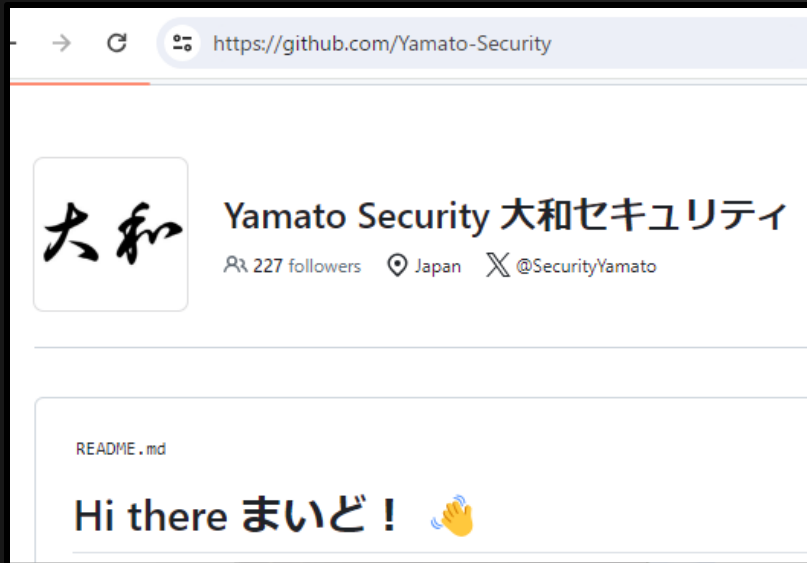 https://github.com/Yamato-Security
大和
Yamato Security 大和セキュリティ
227 followers Japan @SecurityYamato
README.md
Hi there まいど！ 👋